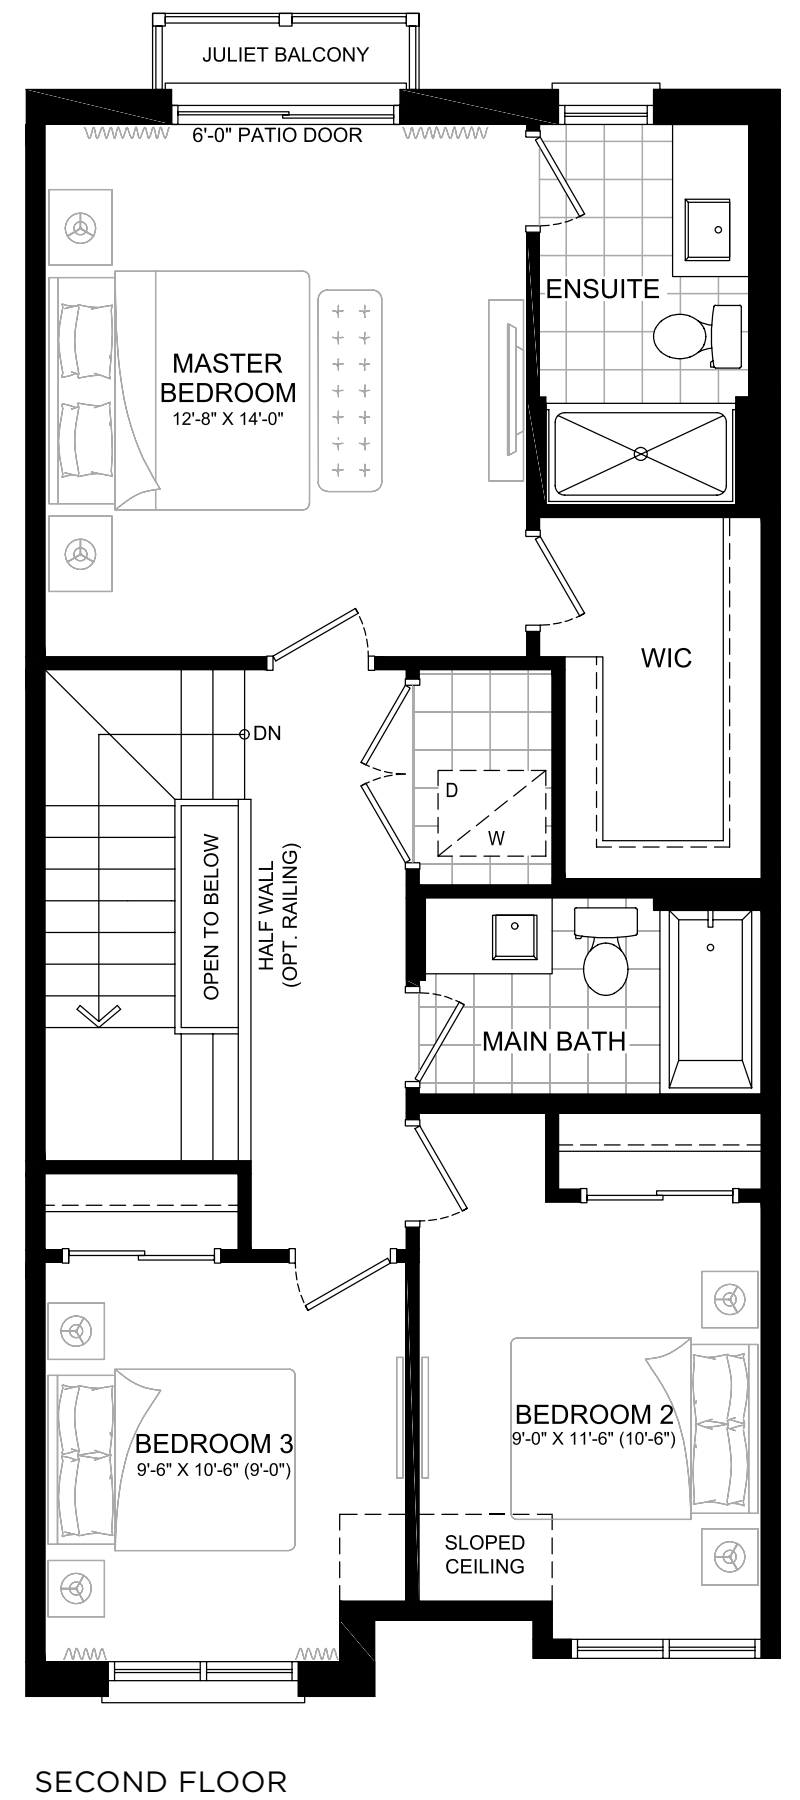 JULIET BALCONY
6'-0" PATIO DOOR
ENSUITE
MASTER
BEDROOM
12'-8" X 14'-0"
WIC
DN
D
W
OPEN TO BELOW
HALF WALL
(OPT. RAILING)
MAIN BATH
BEDROOM 2
9'-0" X 11'-6" (10'-6")
BEDROOM 3
9'-6" X 10'-6" (9'-0")
SLOPED
CEILING
SECOND FLOOR